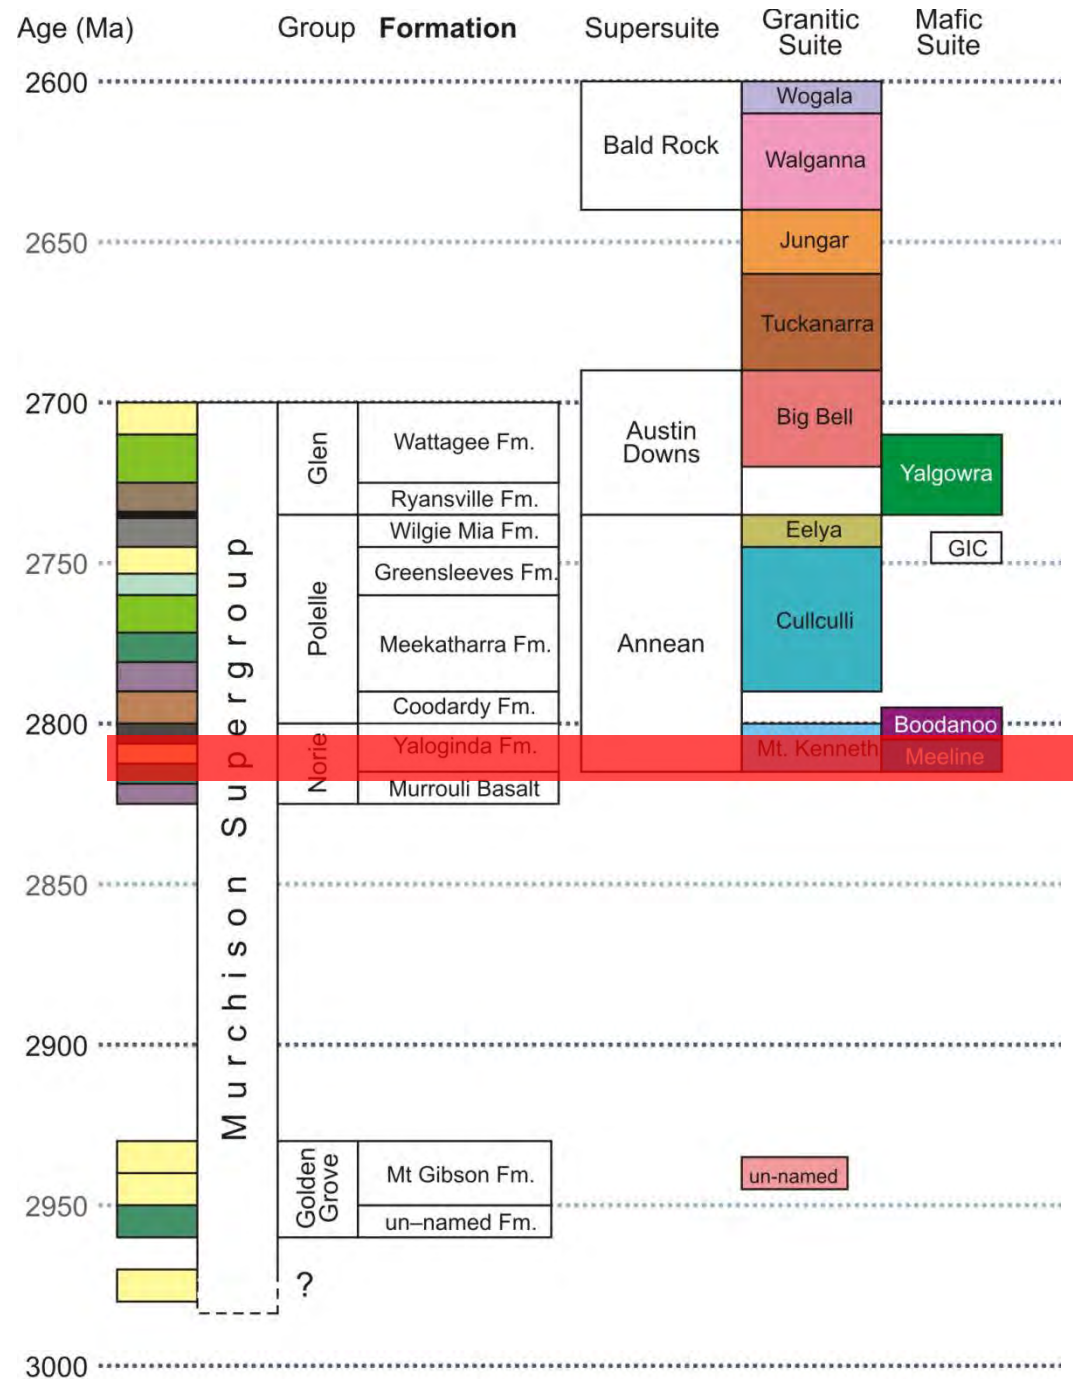 Age (Ma) Group Formation Supersuite Granitic Suite Mafic Suite
2600
Wogala
Bald Rock
Walganna
2650
Jungar
Tuckanarra
2700
Big Bell
Austin
Downs
Glen
Wattagee Fm.
Yalgowra
Ryansville Fm.
Wilgie Mia Fm.
Eelya
GIC
2750
Polelle
Greensleeves Fm.
Cullculli
Meekatharra Fm.
Annean
Coodardy Fm.
2800
Boodanoo
Norie
Yaloginda Fm.
Mt. Kenneth
Meeline
Murrouli Basalt
Murchison Supergroup
2850
2900
Golden
Grove
Mt Gibson Fm.
un-named
2950
un–named Fm.
?
3000